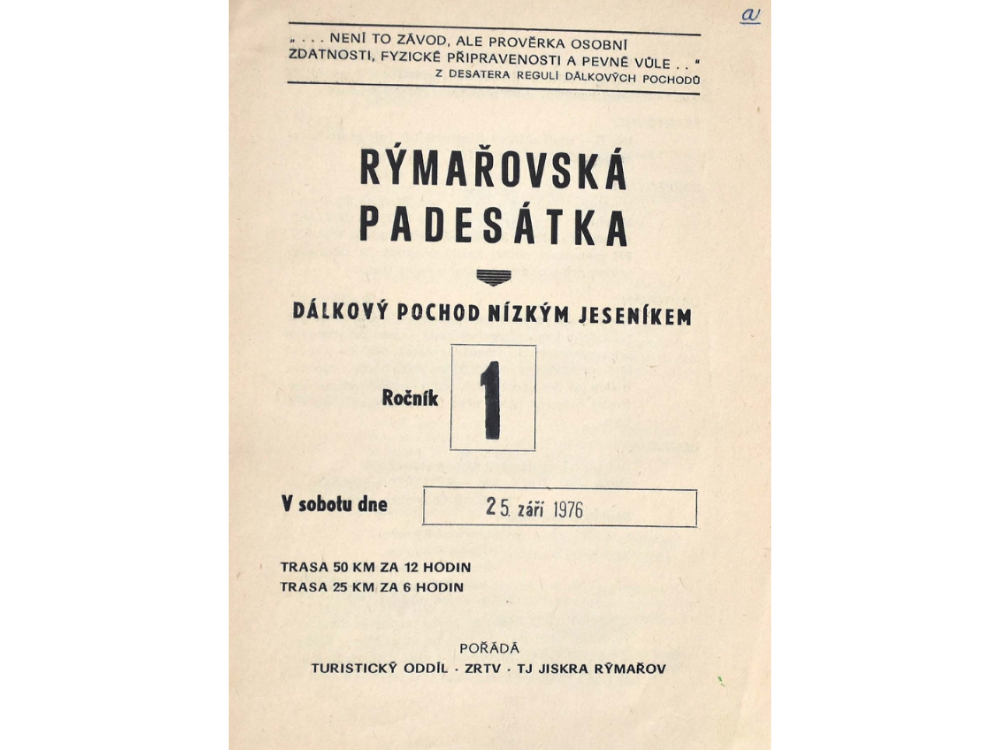 a
„ . . . NENÍ TO ZÁVOD, ALE PROVĚRKA OSOBNÍ
ZDATNOSTI, FYZICKÉ PŘIPRAVENOSTI A PEVNÉ VŮLE . . "
Z DESATERA REGULÍ DÁLKOVÝCH POCHODŮ
RÝMAŘOVSKÁ
PADESÁTKA
DÁLKOVÝ POCHOD NÍZKÝM JESENÍKEM
Ročník 1
V sobotu dne 25. září 1976
TRASA 50 KM ZA 12 HODIN
TRASA 25 KM ZA 6 HODIN
POŘÁDÁ
TURISTICKÝ ODDÍL · ZRTV · TJ JISKRA RÝMAŘOV